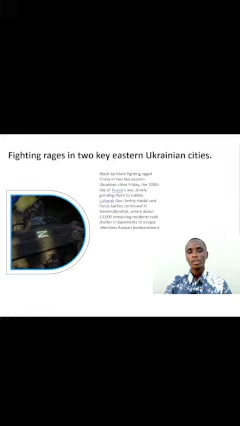 Fighting rages in two key eastern Ukrainian cities.
Block-by-block fighting raged
Friday in two key eastern
Ukrainian cities Friday, the 100th
day of Russia's war, slowly
grinding them to rubble.
Luhansk Gov. Serhiy Haidai said
fierce battles continued in
Sievierodonetsk, where about
13,000 remaining residents took
shelter in basements to escape
relentless Russian bombardment.
Z